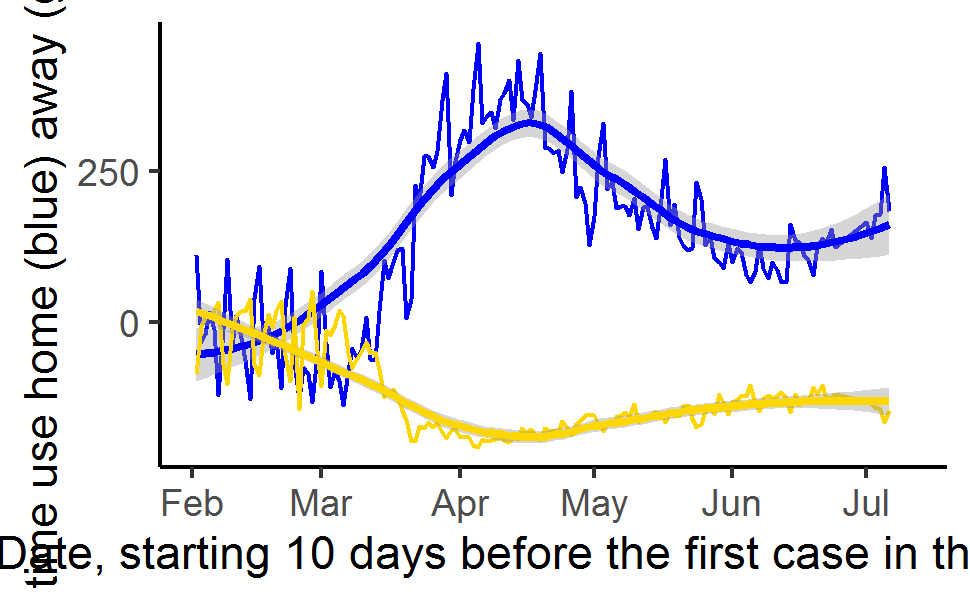 time use home (blue) away (
250
0
Feb Mar Apr May Jun Jul
Date, starting 10 days before the first case in th